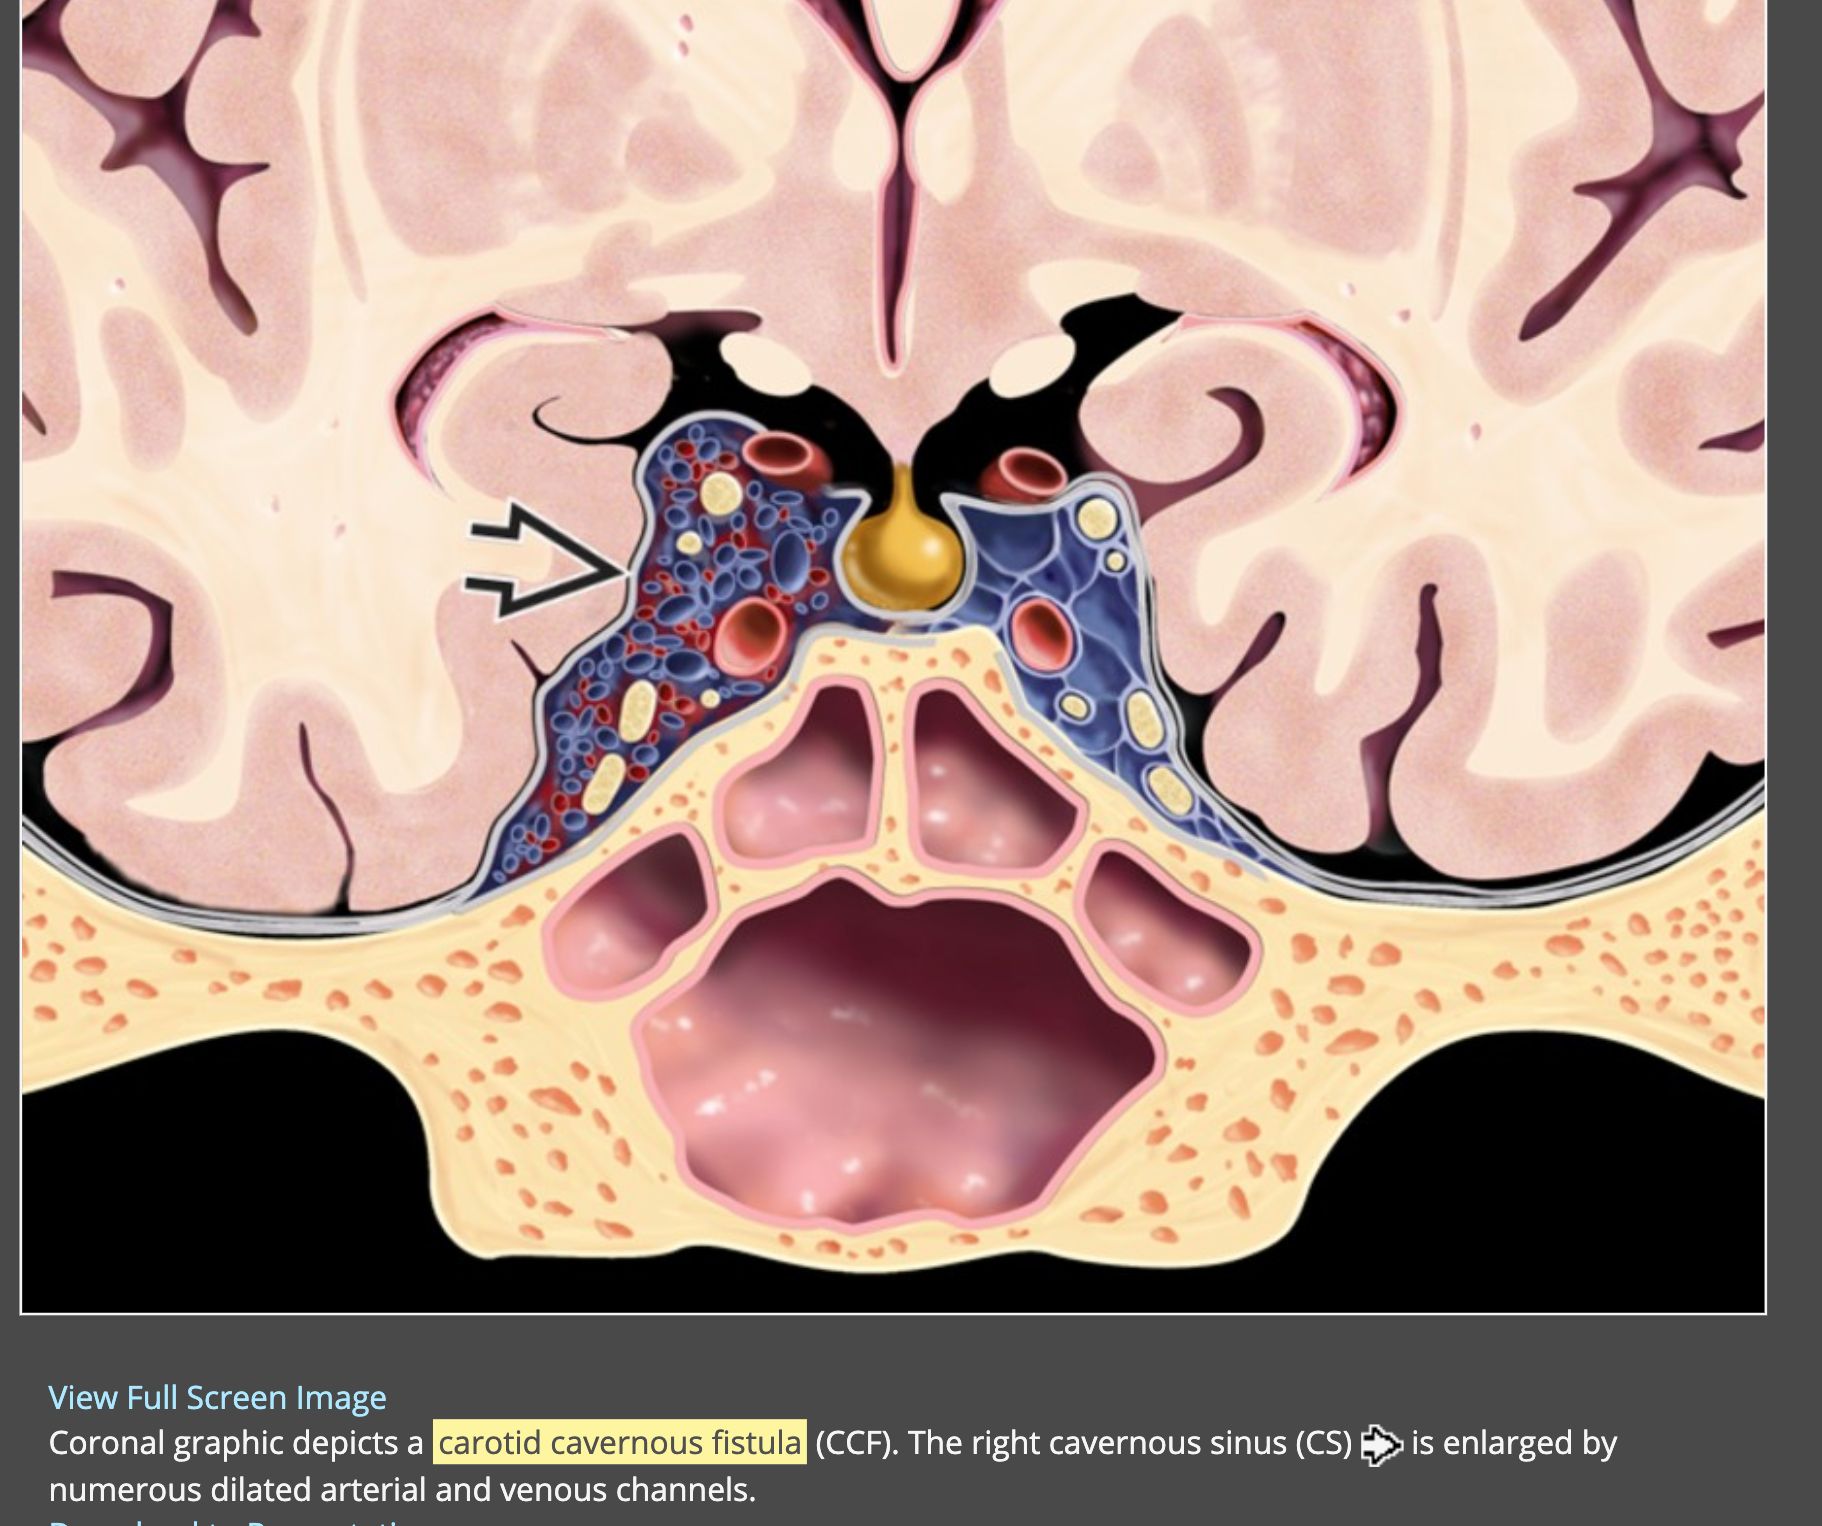 View Full Screen Image
Coronal graphic depicts a carotid cavernous fistula (CCF). The right cavernous sinus (CS) is enlarged by
numerous dilated arterial and venous channels.